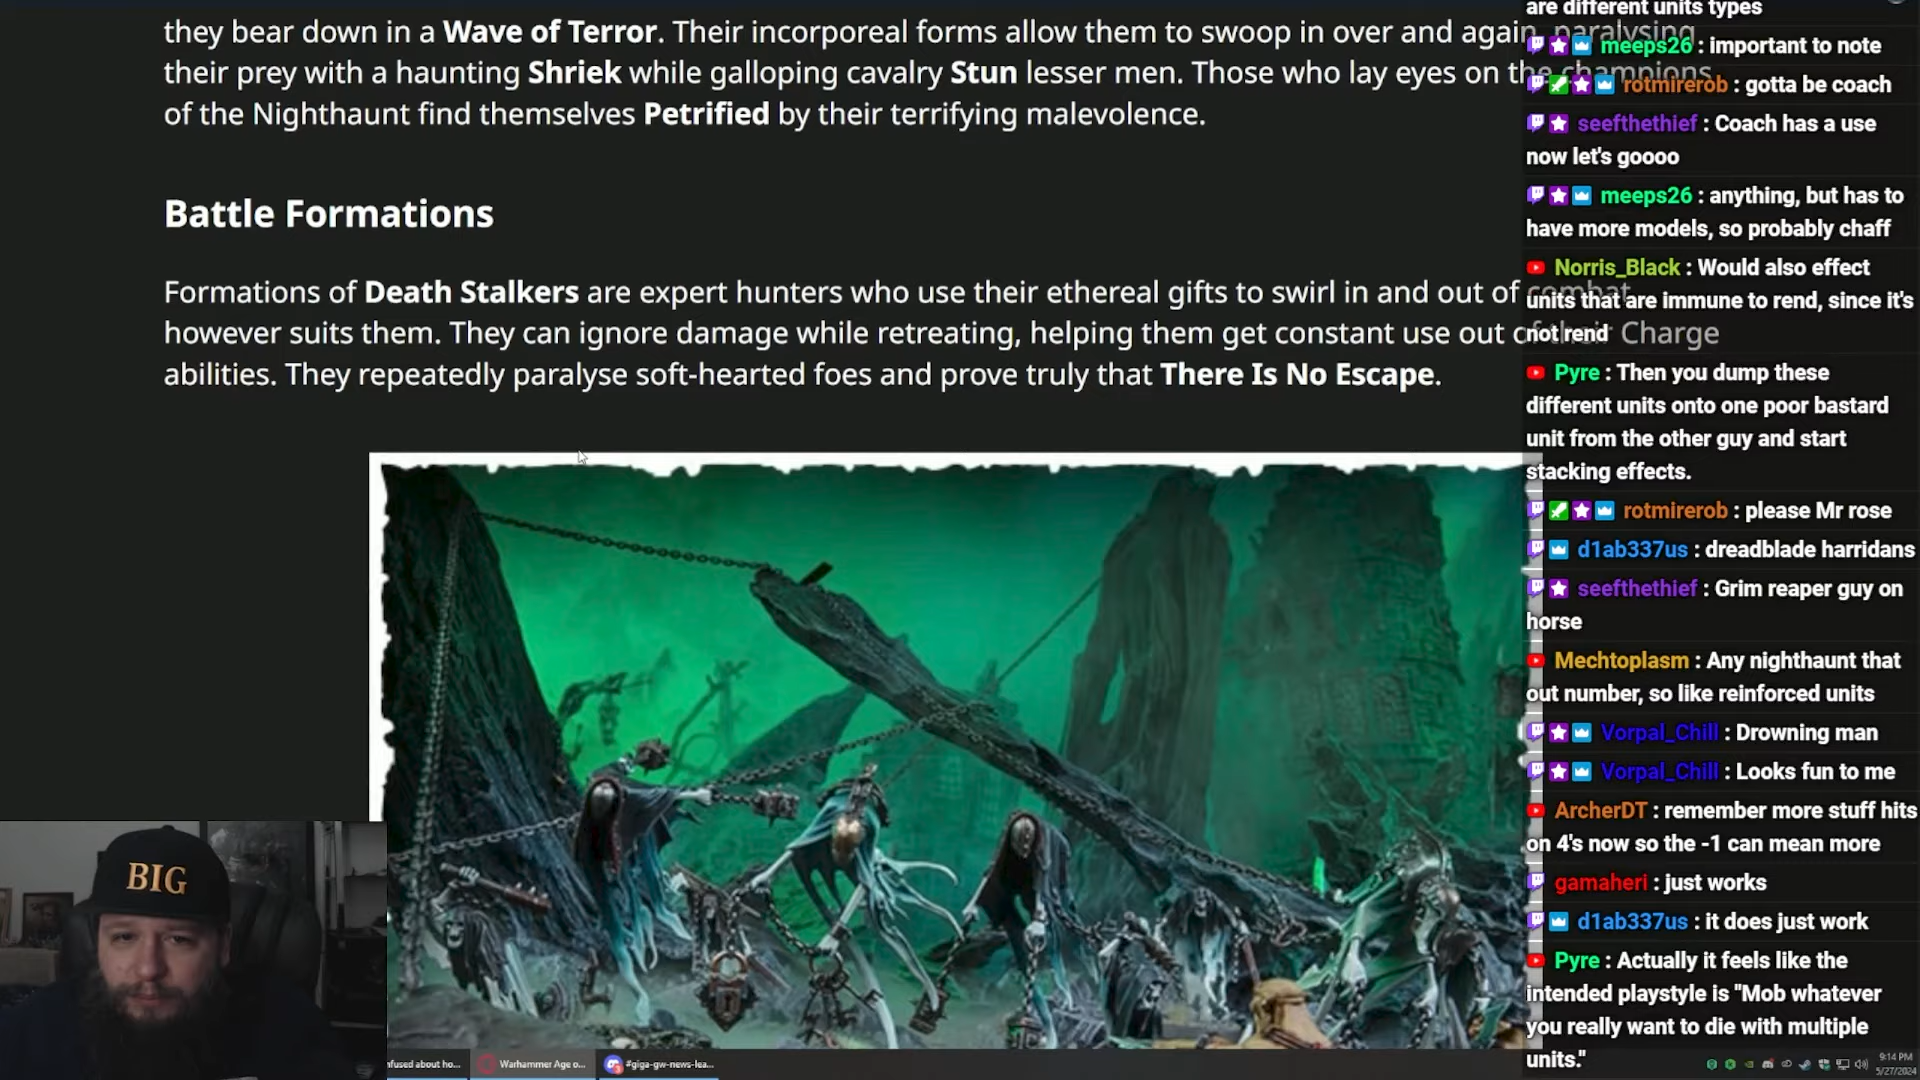 they bear down in a Wave of Terror. Their incorporeal forms allow them to swoop in over and again, paralysing
their prey with a haunting Shriek while galloping cavalry Stun lesser men. Those who lay eyes on the champions
of the Nighthaunt find themselves Petrified by their terrifying malevolence.
Battle Formations
Formations of Death Stalkers are expert hunters who use their ethereal gifts to swirl in and out of combat
however suits them. They can ignore damage while retreating, helping them get constant use out of their Charge
abilities. They repeatedly paralyse soft-hearted foes and prove truly that There Is No Escape.
BIG
nfused about ho...
Warhammer Age o...
#giga-gw-news-lea...
are different units types
meeps26 : important to note
rotmirerob : gotta be coach
seefthethief : Coach has a use
now let's goooo
meeps26 : anything, but has to
have more models, so probably chaff
Norris_Black : Would also effect
units that are immune to rend, since it's
not rend
Pyre : Then you dump these
different units onto one poor bastard
unit from the other guy and start
stacking effects.
rotmirerob : please Mr rose
d1ab337us : dreadblade harridans
seefthethief : Grim reaper guy on
horse
Mechtoplasm : Any nighthaunt that
out number, so like reinforced units
Vorpal_Chill : Drowning man
Vorpal_Chill : Looks fun to me
ArcherDT : remember more stuff hits
on 4's now so the -1 can mean more
gamaheri : just works
d1ab337us : it does just work
Pyre : Actually it feels like the
intended playstyle is "Mob whatever
you really want to die with multiple
units."
9:14 PM
5/27/2024